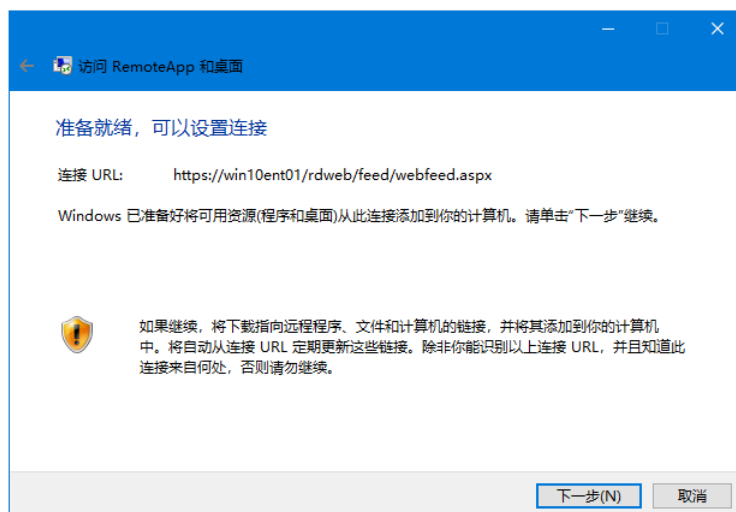 访问 RemoteApp 和桌面
准备就绪，可以设置连接
连接 URL: https://win10ent01/rdweb/feed/webfeed.aspx
Windows 已准备好将可用资源(程序和桌面)从此连接添加到你的计算机。请单击“下一步”继续。
如果继续，将下载指向远程程序、文件和计算机的链接，并将其添加到你的计算机
中。将自动从连接 URL 定期更新这些链接。除非你能识别以上连接 URL，并且知道此
连接来自何处，否则请勿继续。
下一步(N) 取消